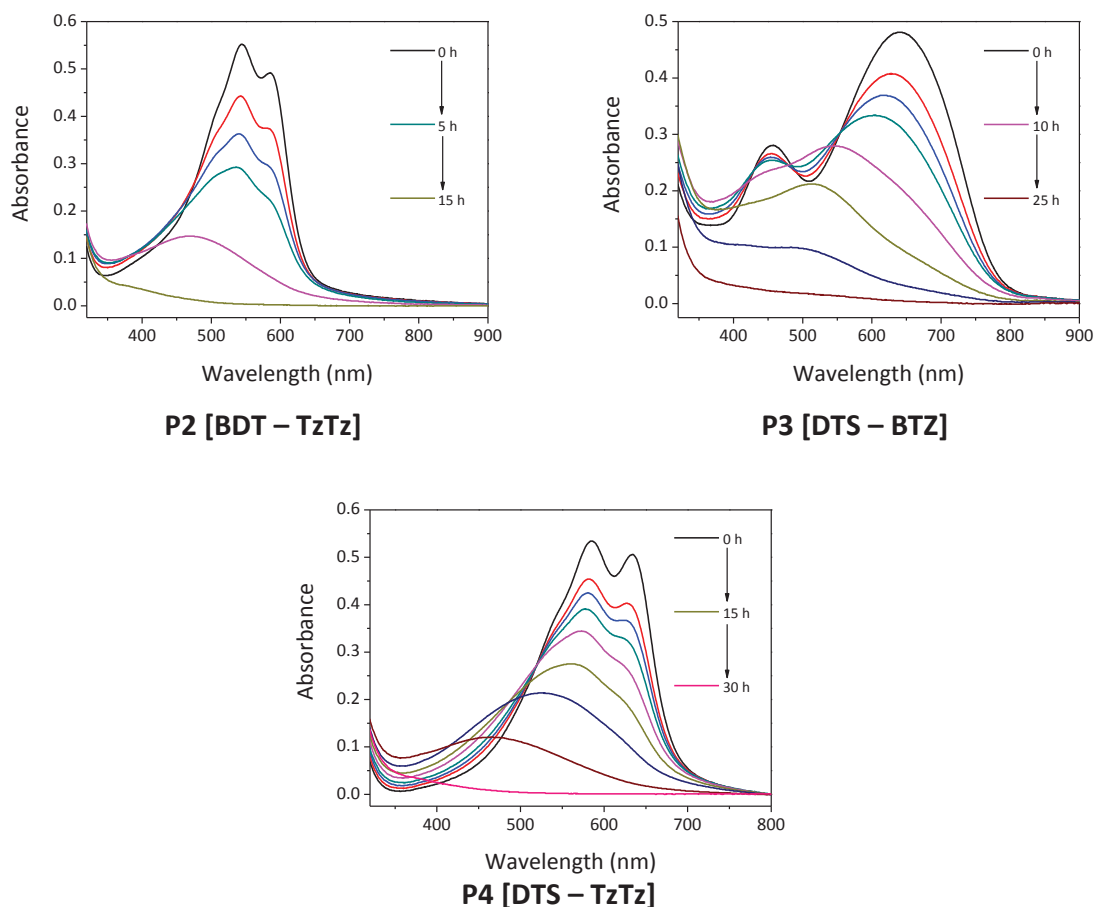 0.6
0.5
0.4
0.3
0.2
0.1
0.0
Absorbance
400 500 600 700 800 900
Wavelength (nm)
0 h
5 h
15 h
P2 [BDT – TzTz]
0.5
0.4
0.3
0.2
0.1
0.0
Absorbance
400 500 600 700 800 900
Wavelength (nm)
0 h
10 h
25 h
P3 [DTS – BTZ]
0.6
0.5
0.4
0.3
0.2
0.1
0.0
Absorbance
400 500 600 700 800
Wavelength (nm)
0 h
15 h
30 h
P4 [DTS – TzTz]